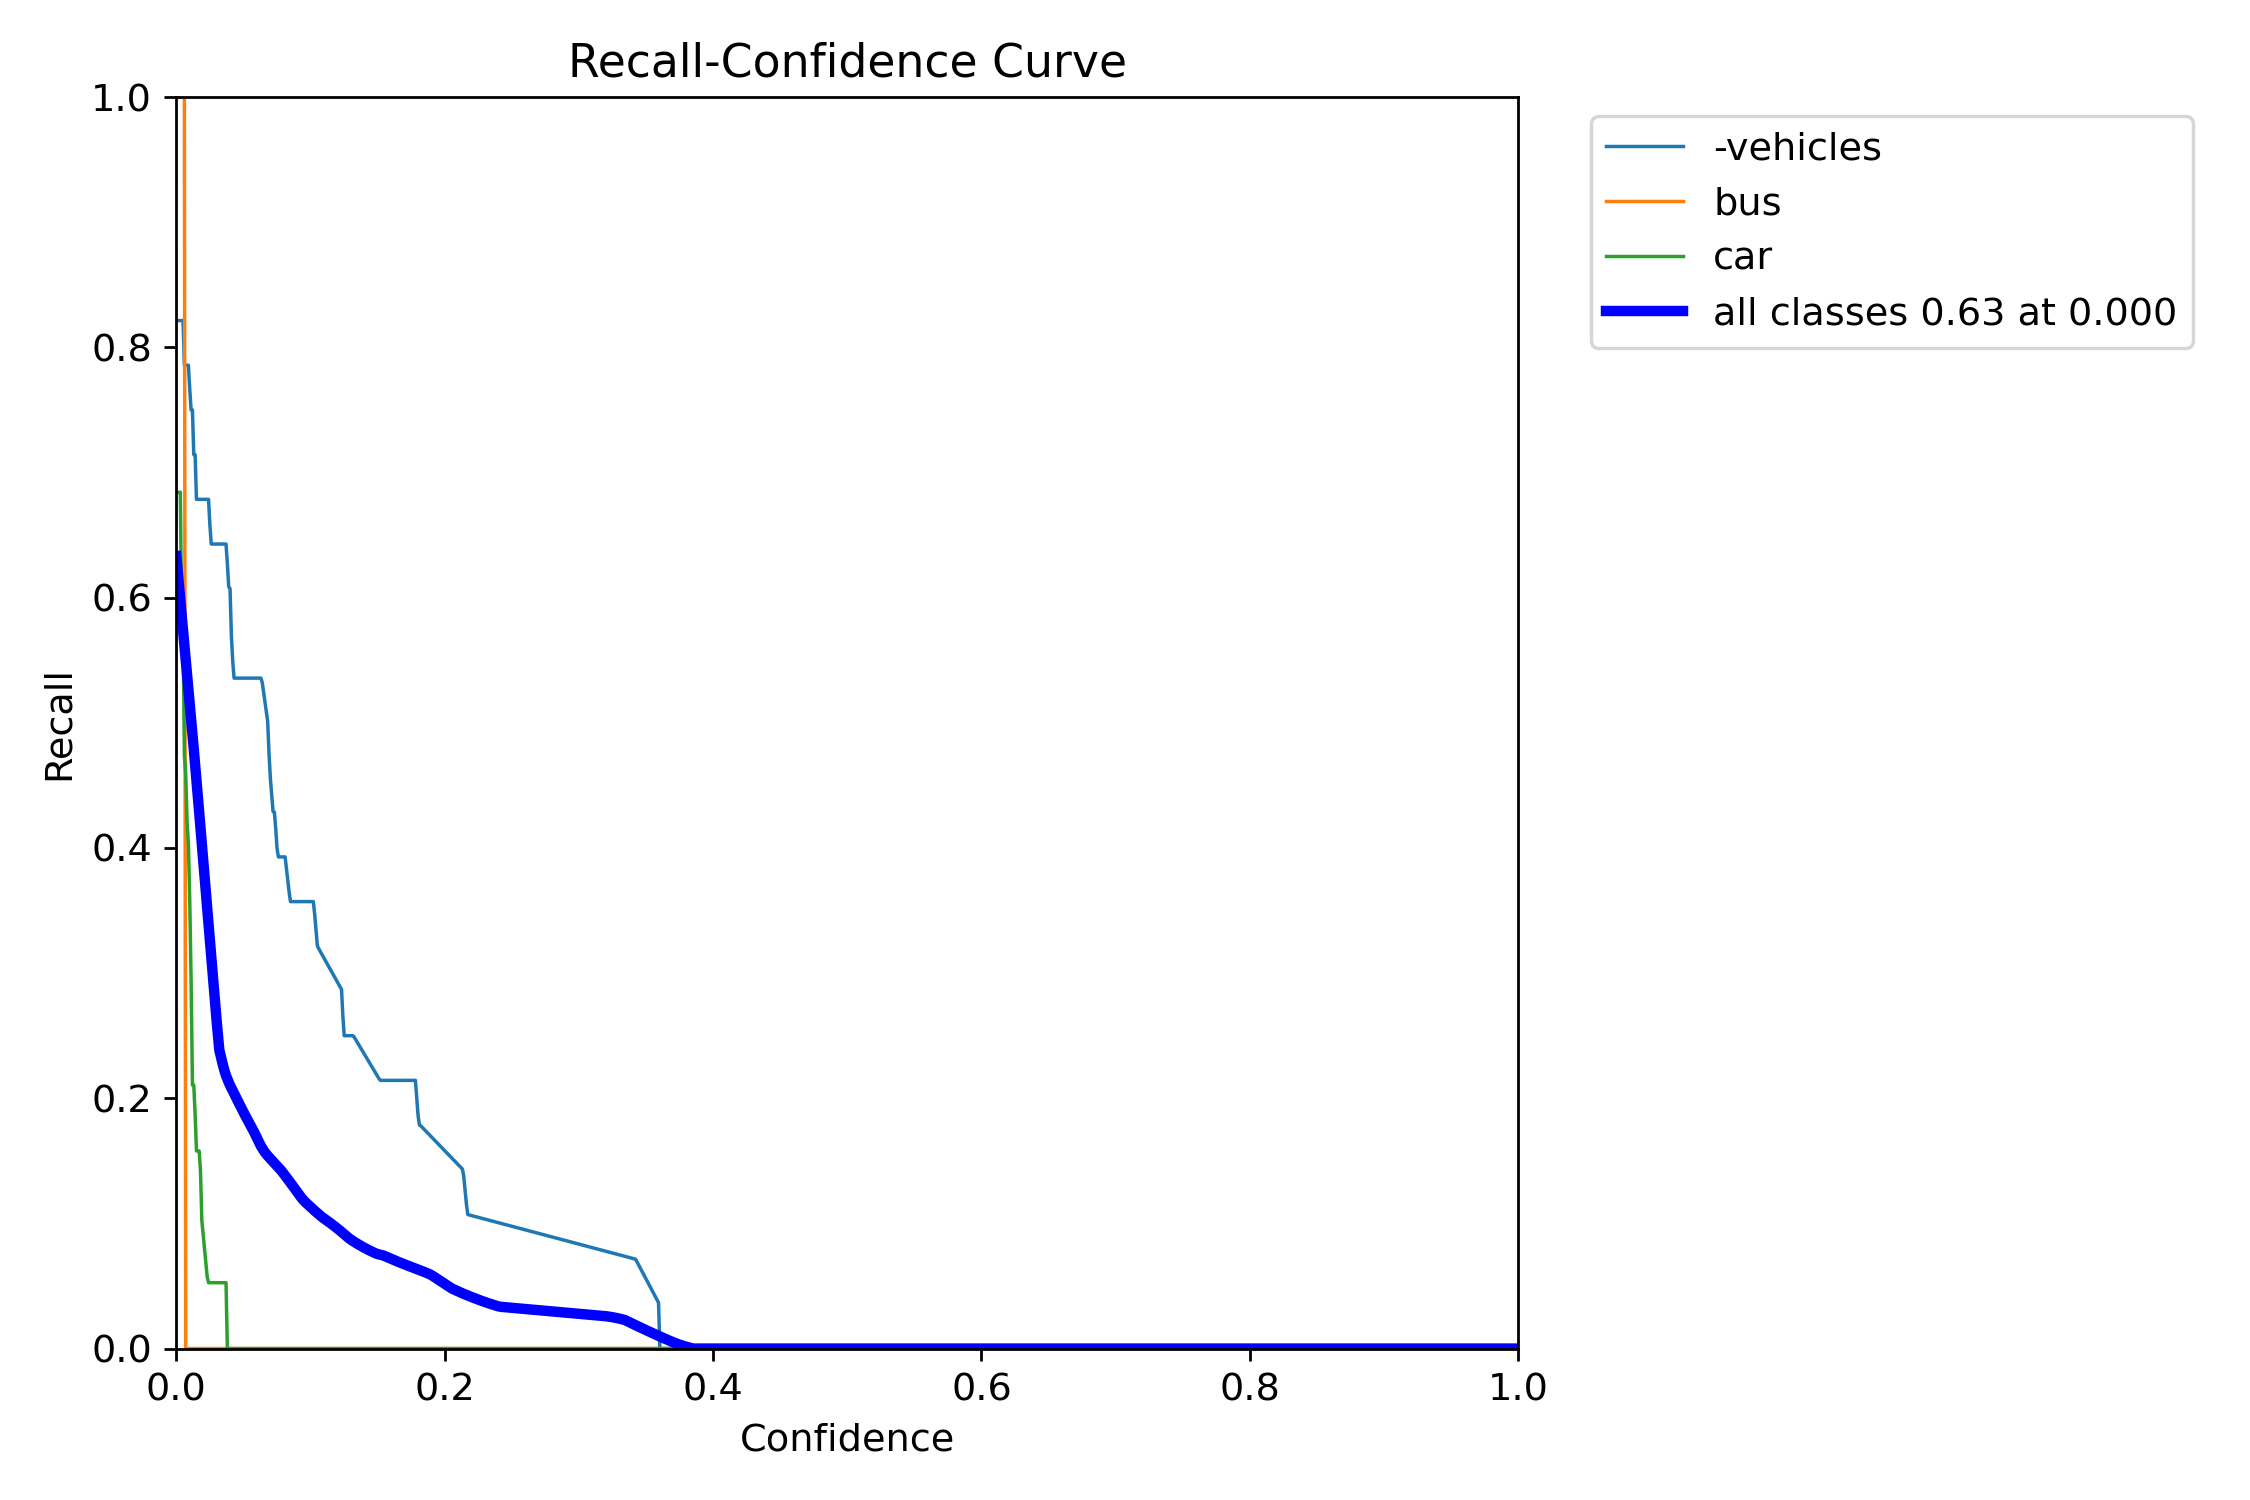 Recall-Confidence Curve
1.0
0.8
0.6
0.4
0.2
0.0
Recall
0.0 0.2 0.4 0.6 0.8 1.0
Confidence
-vehicles
bus
car
all classes 0.63 at 0.000